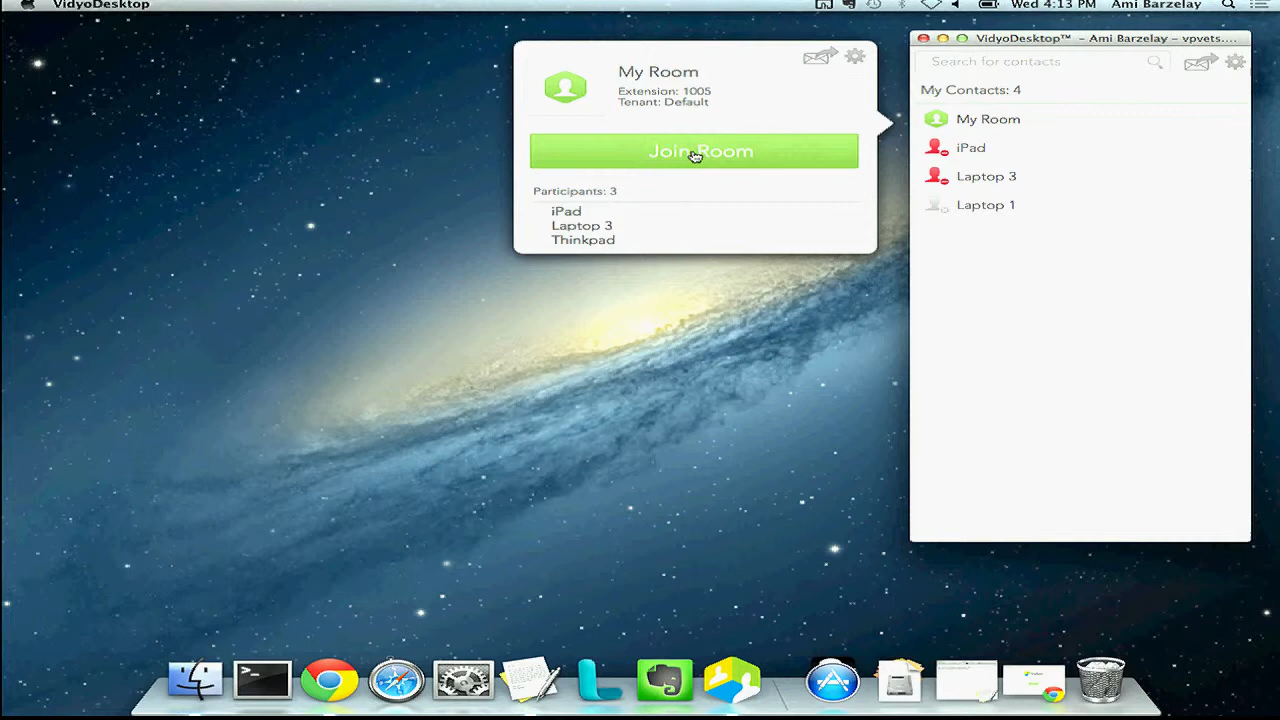 VidyoDesktop
Wed 4:13 PM
Ami Barzelay
My Room
Extension: 1005
Tenant: Default
Join Room
Participants: 3
iPad
Laptop 3
Thinkpad
VidyoDesktop™ - Ami Barzelay - vpvets....
Search for contacts
My Contacts: 4
My Room
iPad
Laptop 3
Laptop 1